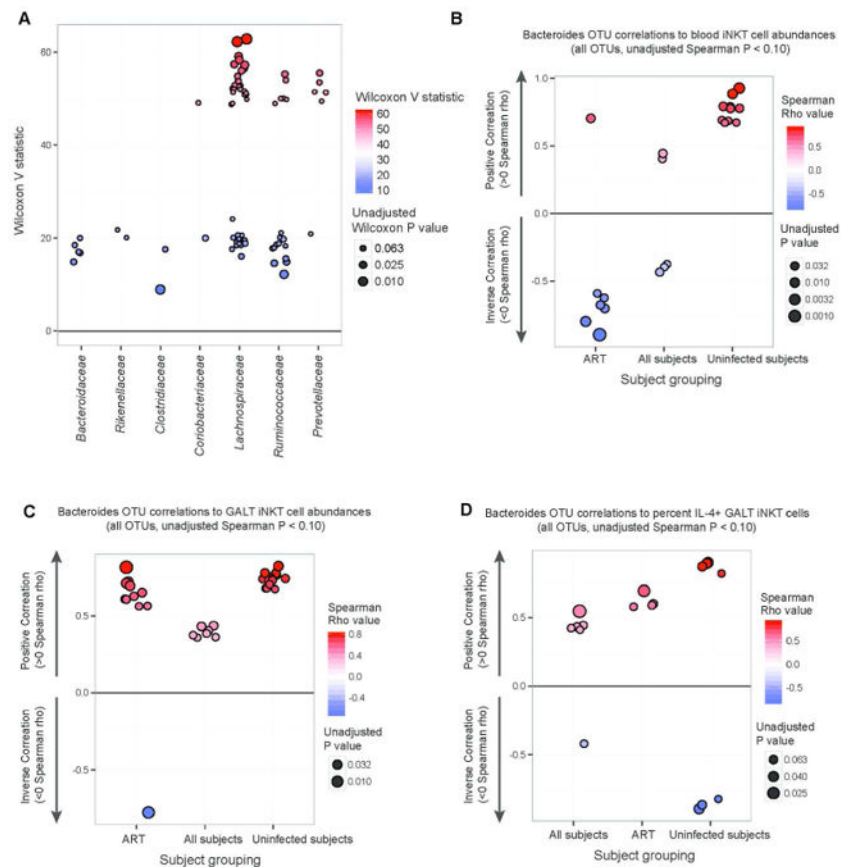 A
Wilcoxon V statistic
60
40
20
0
Bacteroidaceae
Rikenellaceae
Clostridiaceae
Coriobacteriaceae
Lachnospiraceae
Ruminococcaceae
Prevotellaceae
Wilcoxon V statistic
60
50
40
30
20
10
Unadjusted
Wilcoxon P value
0.063
0.025
0.010
B
Bacteroides OTU correlations to blood iNKT cell abundances
(all OTUs, unadjusted Spearman P < 0.10)
Positive Correation
(>0 Spearman rho)
Inverse Correation
(<0 Spearman rho)
1.0
0.5
0.0
-0.5
ART
All subjects
Uninfected subjects
Subject grouping
Spearman
Rho value
0.5
0.0
-0.5
Unadjusted
P value
0.032
0.010
0.0032
0.0010
C
Bacteroides OTU correlations to GALT iNKT cell abundances
(all OTUs, unadjusted Spearman P < 0.10)
Positive Correation
(>0 Spearman rho)
Inverse Correation
(<0 Spearman rho)
0.5
0.0
-0.5
ART
All subjects
Uninfected subjects
Subject grouping
Spearman
Rho value
0.8
0.4
0.0
-0.4
Unadjusted
P value
0.032
0.010
D
Bacteroides OTU correlations to percent IL-4+ GALT iNKT cells
(all OTUs, unadjusted Spearman P < 0.10)
Positive Correation
(>0 Spearman rho)
Inverse Correation
(<0 Spearman rho)
0.5
0.0
-0.5
All subjects
ART
Uninfected subjects
Subject grouping
Spearman
Rho value
0.5
0.0
-0.5
Unadjusted
P value
0.063
0.040
0.025